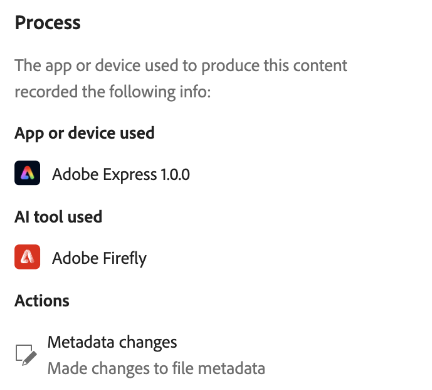 Process
The app or device used to produce this content
recorded the following info:
App or device used
Adobe Express 1.0.0
AI tool used
Adobe Firefly
Actions
Metadata changes
Made changes to file metadata